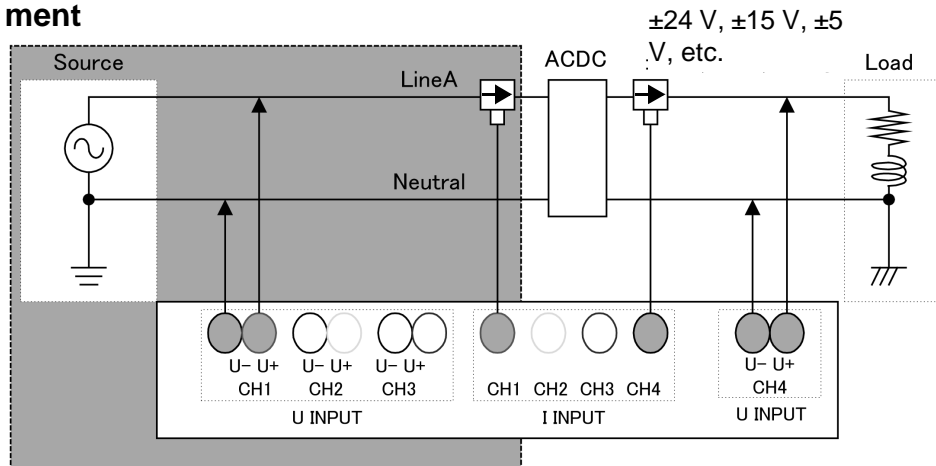 ment
±24 V, ±15 V, ±5
V, etc.
Source
ACDC
:
Load
LineA
Neutral
U- U+ U- U+ U- U+
CH1 CH2 CH3
U INPUT
CH1 CH2 CH3 CH4
I INPUT
U- U+
CH4
U INPUT